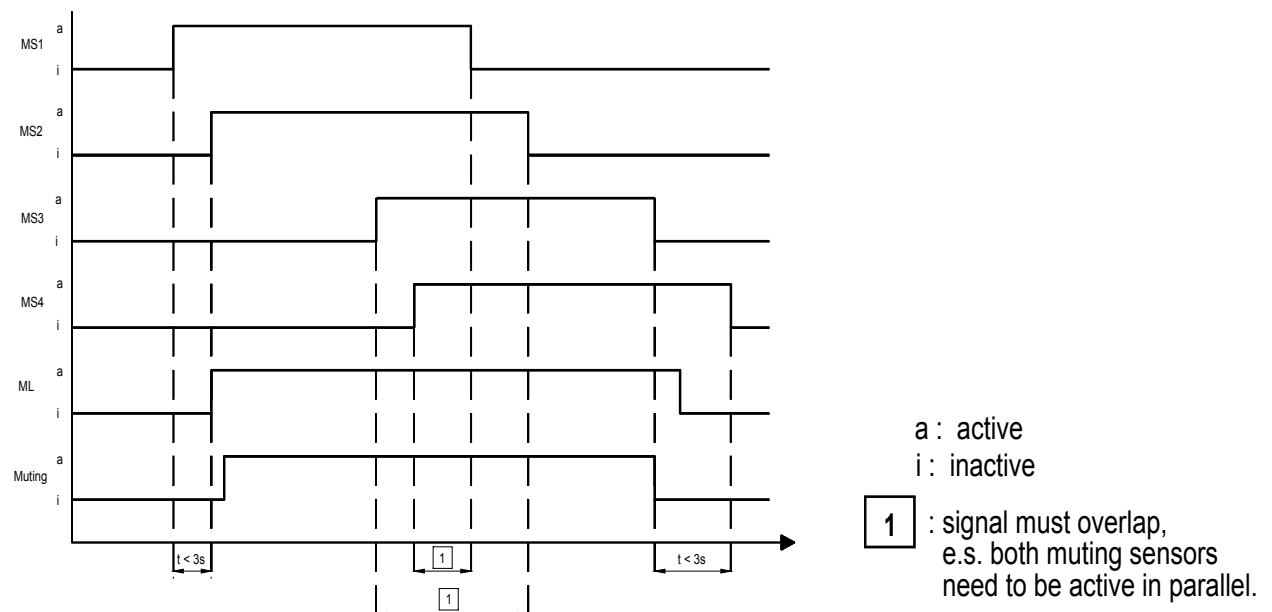 a
MS1
i
a
MS2
i
a
MS3
i
a
MS4
i
a
ML
i
a
Muting
i
t < 3s
1
t < 3s
1
a : active
i : inactive
1 : signal must overlap,
e.s. both muting sensors
need to be active in parallel.